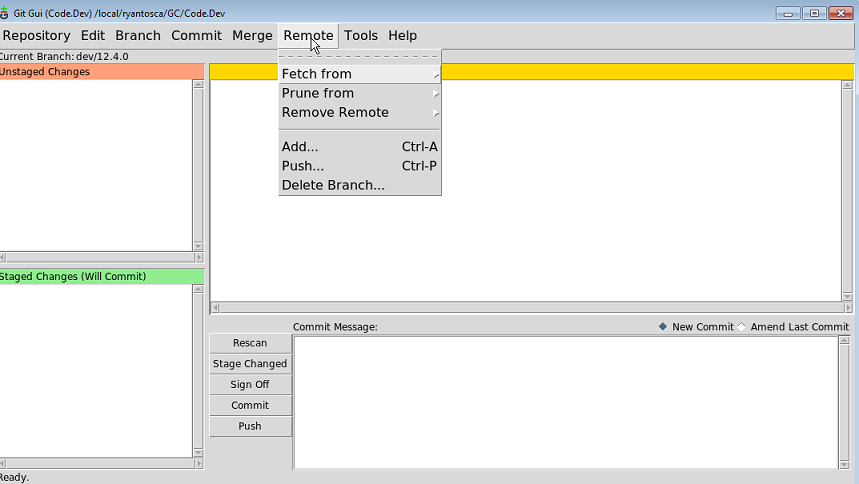 Git Gui (Code.Dev) /local/ryantosca/GC/Code.Dev
Repository Edit Branch Commit Merge Remote Tools Help
Current Branch: dev/12.4.0
Unstaged Changes
Fetch from
Prune from
Remove Remote
Add... Ctrl-A
Push... Ctrl-P
Delete Branch...
Staged Changes (Will Commit)
Commit Message: New Commit Amend Last Commit
Rescan
Stage Changed
Sign Off
Commit
Push
Ready.